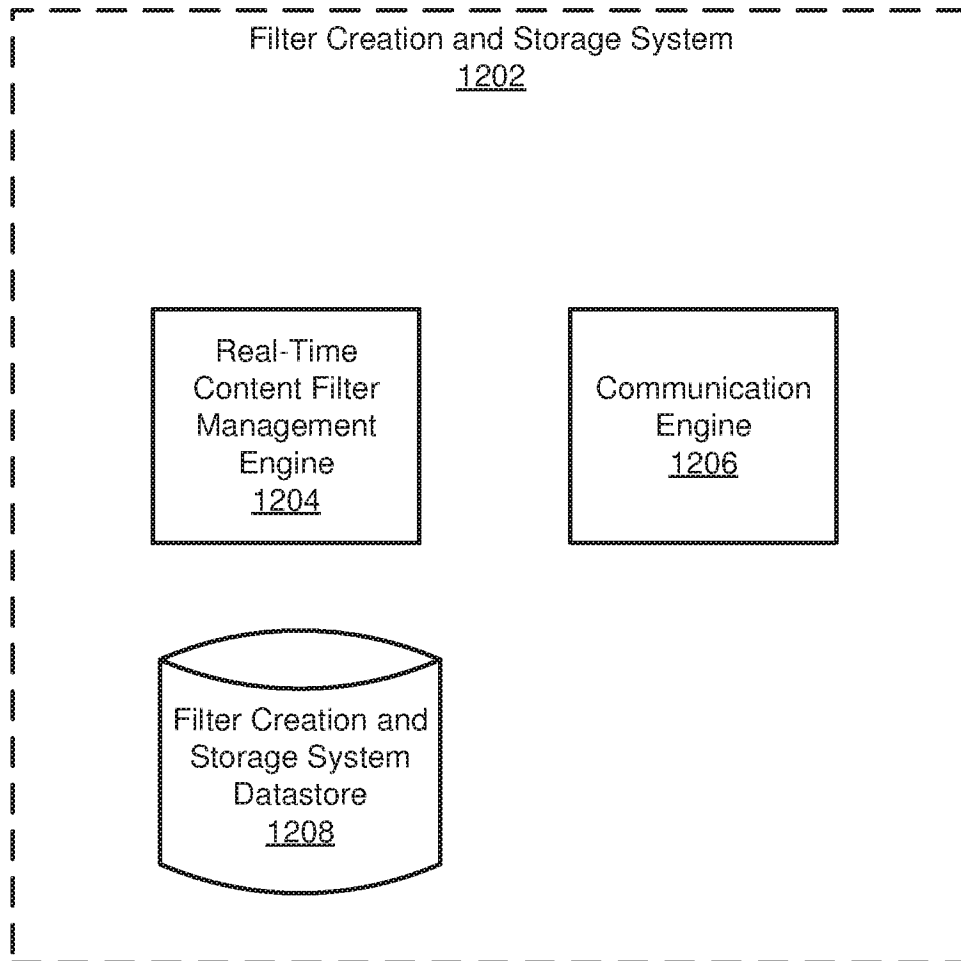 Filter Creation and Storage System
1202
Real-Time
Content Filter
Management
Engine
1204
Communication
Engine
1206
Filter Creation and
Storage System
Datastore
1208